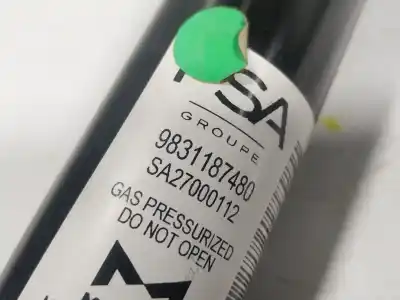 PSA
GROUPE
9831187480
SA27000112
GAS PRESSURIZED
DO NOT OPEN